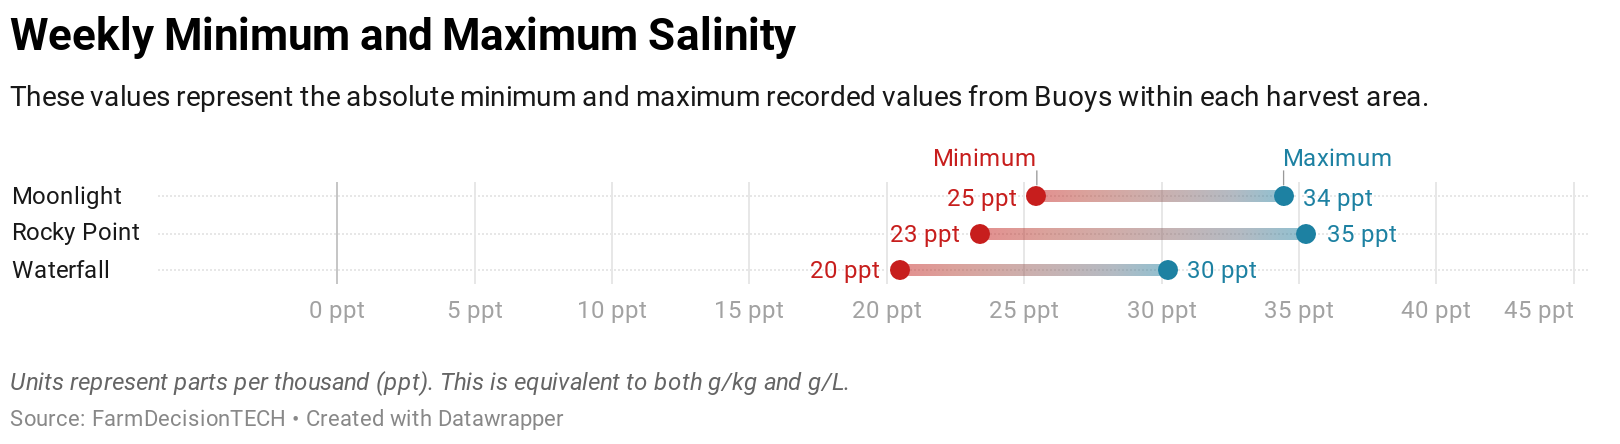 Weekly Minimum and Maximum Salinity
These values represent the absolute minimum and maximum recorded values from Buoys within each harvest area.
Minimum Maximum
Moonlight 25 ppt 34 ppt
Rocky Point 23 ppt 35 ppt
Waterfall 20 ppt 30 ppt
0 ppt 5 ppt 10 ppt 15 ppt 20 ppt 25 ppt 30 ppt 35 ppt 40 ppt 45 ppt
Units represent parts per thousand (ppt). This is equivalent to both g/kg and g/L.
Source: FarmDecisionTECH • Created with Datawrapper